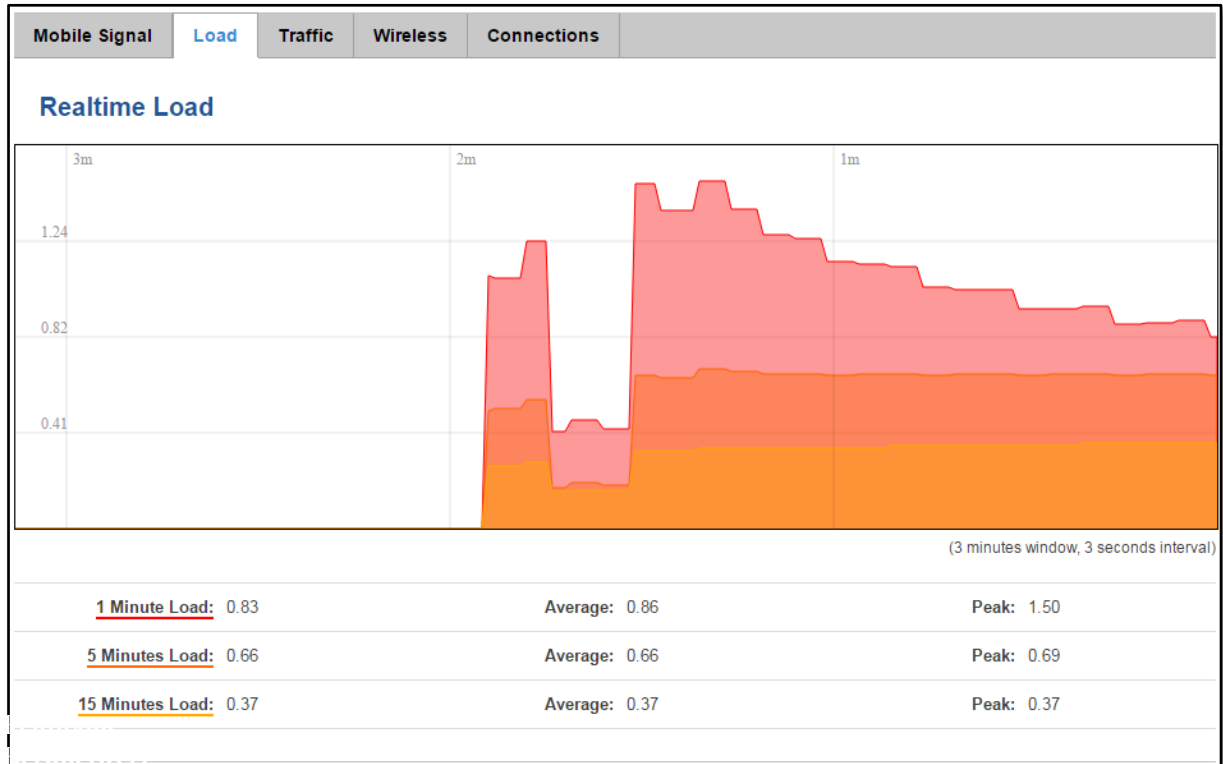 Mobile Signal Load Traffic Wireless Connections
Realtime Load
3m 2m 1m
1.24
0.82
0.41
(3 minutes window, 3 seconds interval)
1 Minute Load: 0.83 Average: 0.86 Peak: 1.50
5 Minutes Load: 0.66 Average: 0.66 Peak: 0.69
15 Minutes Load: 0.37 Average: 0.37 Peak: 0.37